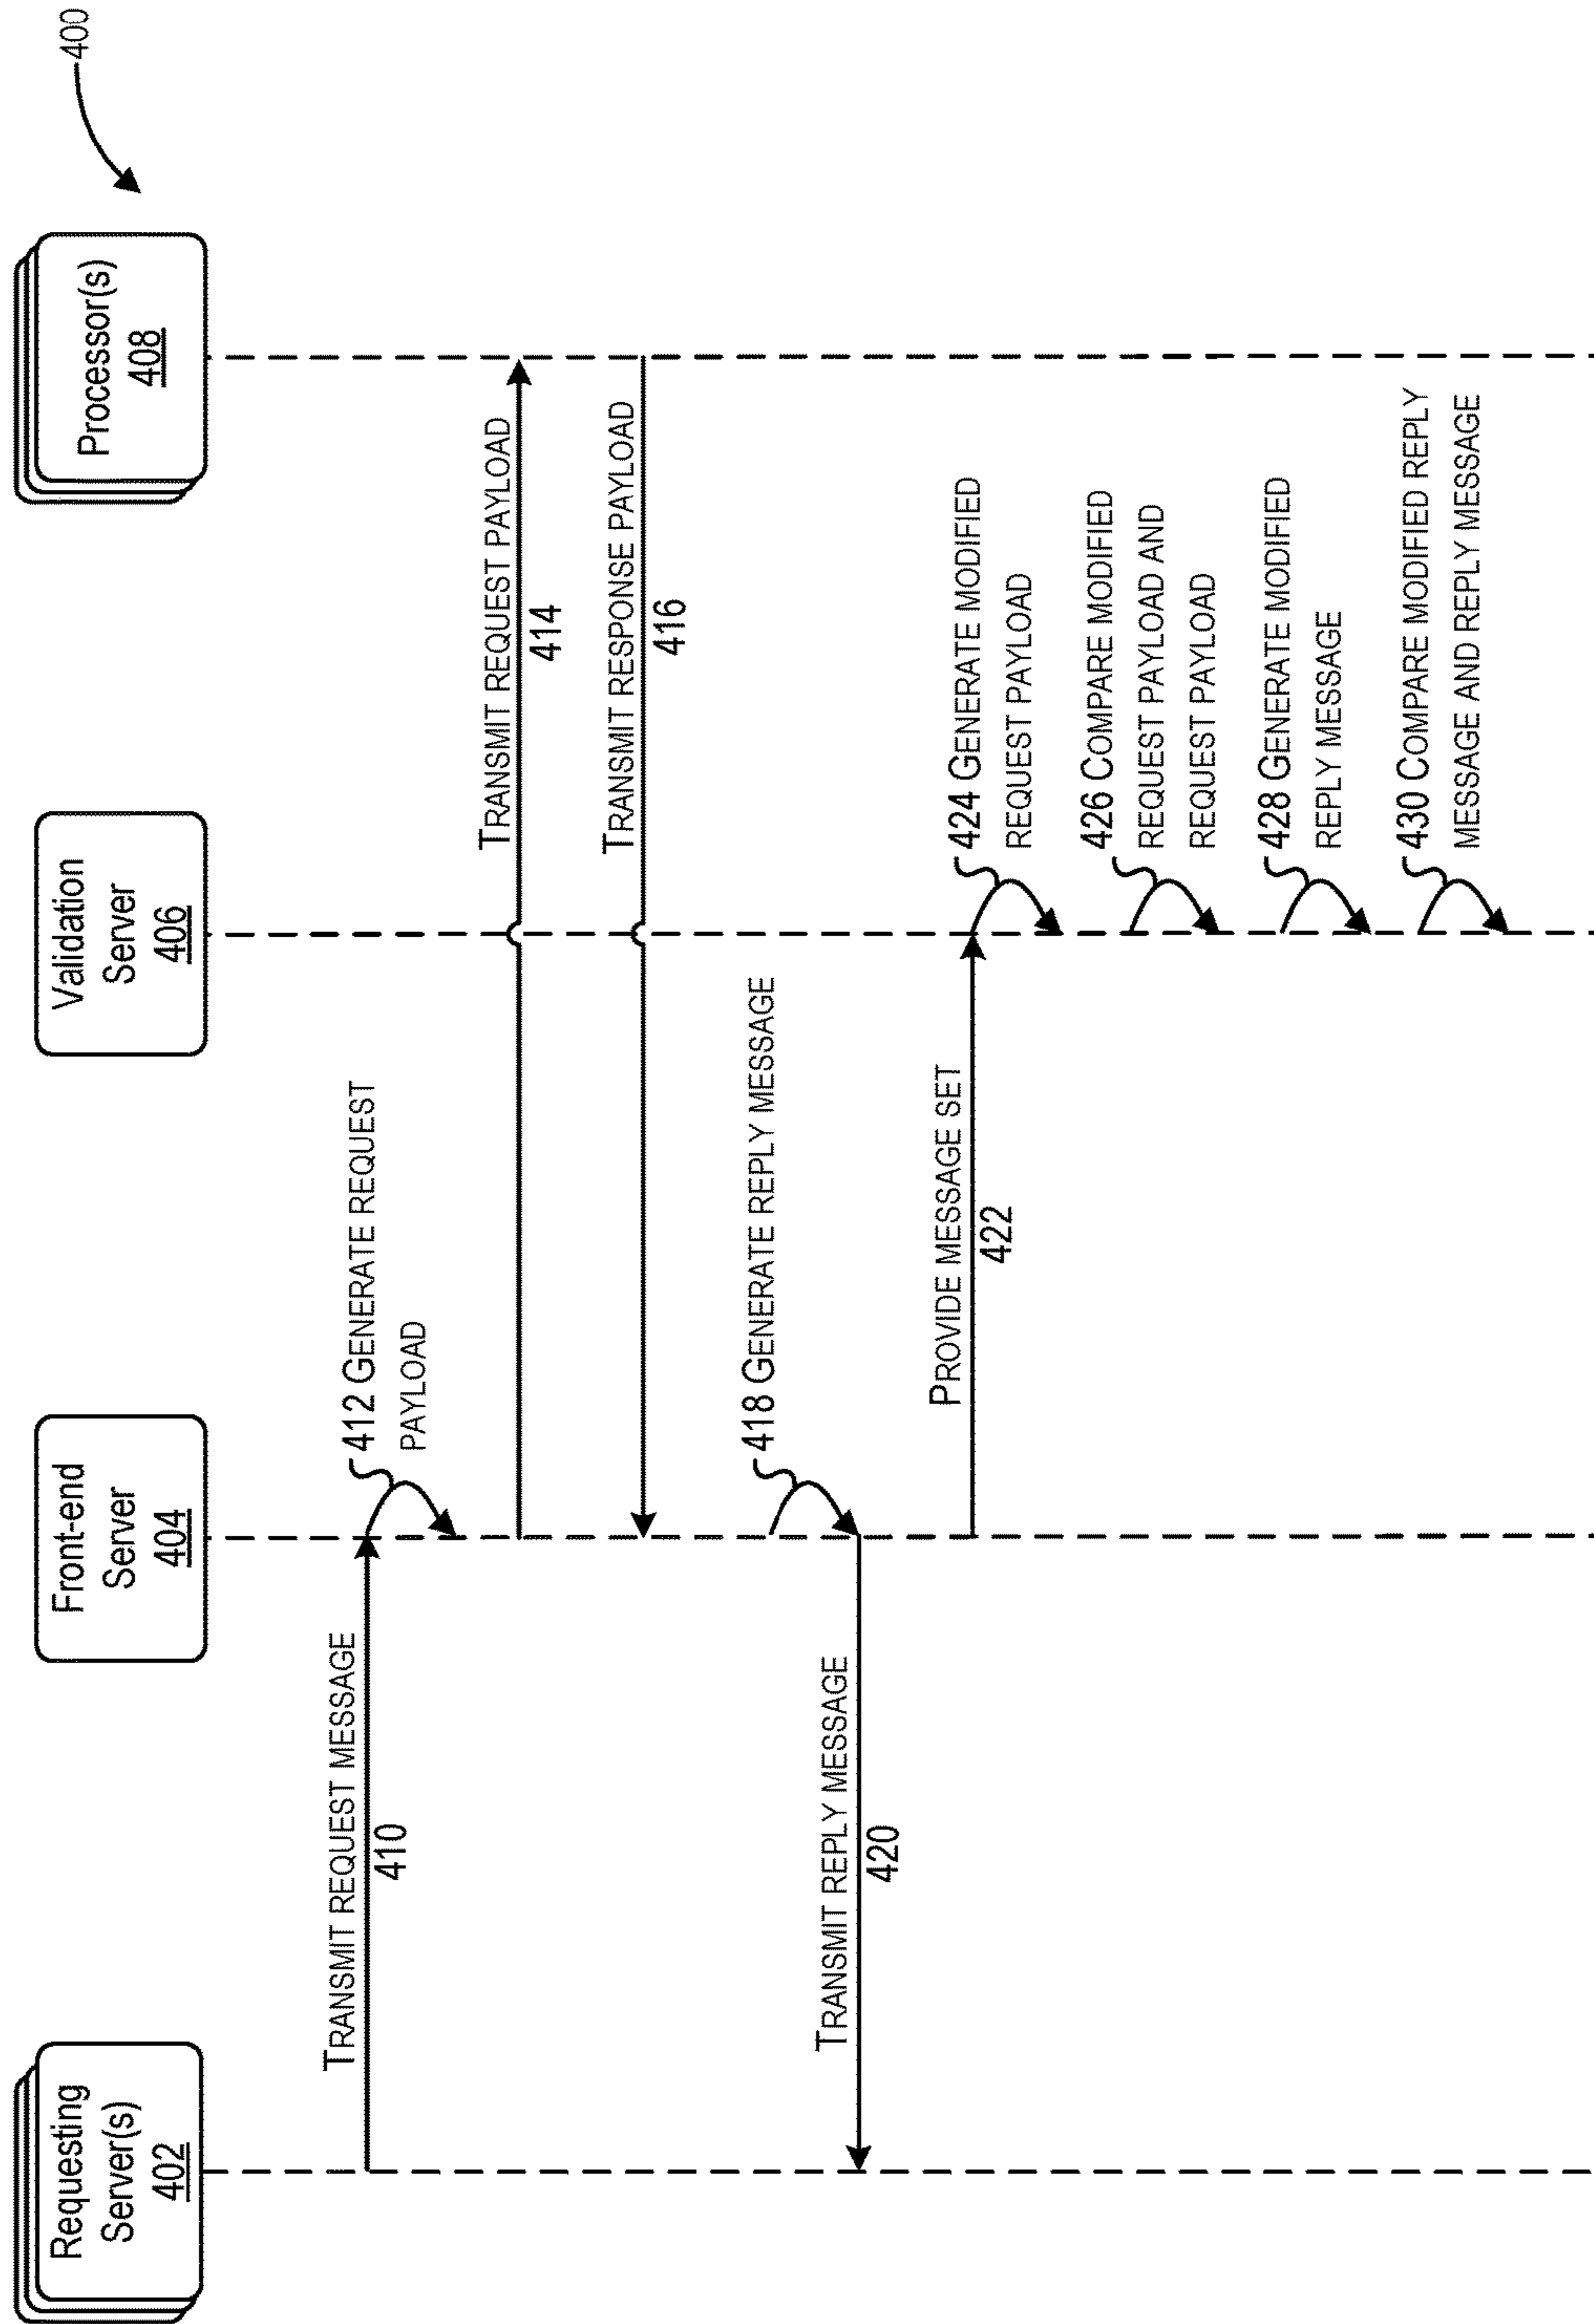 400
Requesting
Server(s)
402
Front-end
Server
404
Validation
Server
406
Processor(s)
408
TRANSMIT REQUEST MESSAGE
410
412 GENERATE REQUEST
PAYLOAD
TRANSMIT REQUEST PAYLOAD
414
TRANSMIT RESPONSE PAYLOAD
416
418 GENERATE REPLY MESSAGE
TRANSMIT REPLY MESSAGE
420
PROVIDE MESSAGE SET
422
424 GENERATE MODIFIED
REQUEST PAYLOAD
426 COMPARE MODIFIED
REQUEST PAYLOAD AND
REQUEST PAYLOAD
428 GENERATE MODIFIED
REPLY MESSAGE
430 COMPARE MODIFIED REPLY
MESSAGE AND REPLY MESSAGE